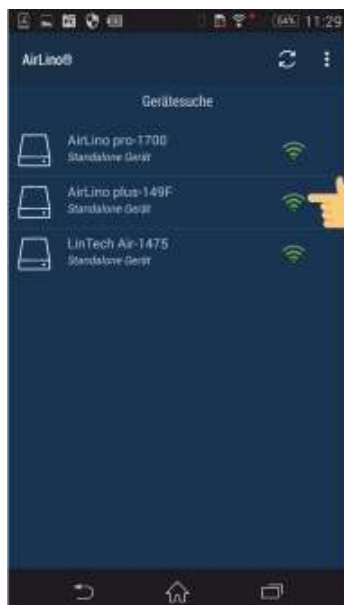 (64%) 11:29
AirLino®
Gerätesuche
AirLino pro-1700
Standalone Gerät
AirLino plus-149F
Standalone Gerät
LinTech Air-1475
Standalone Gerät